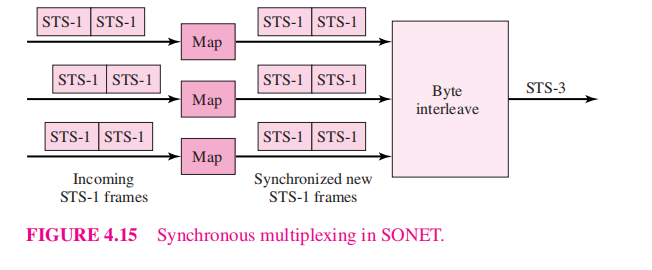 STS-1 STS-1
STS-1 STS-1
Map
STS-1 STS-1
STS-1 STS-1
Map
STS-1 STS-1
STS-1 STS-1
Map
Byte
interleave
STS-3
Incoming
STS-1 frames
Synchronized new
STS-1 frames
FIGURE 4.15 Synchronous multiplexing in SONET.